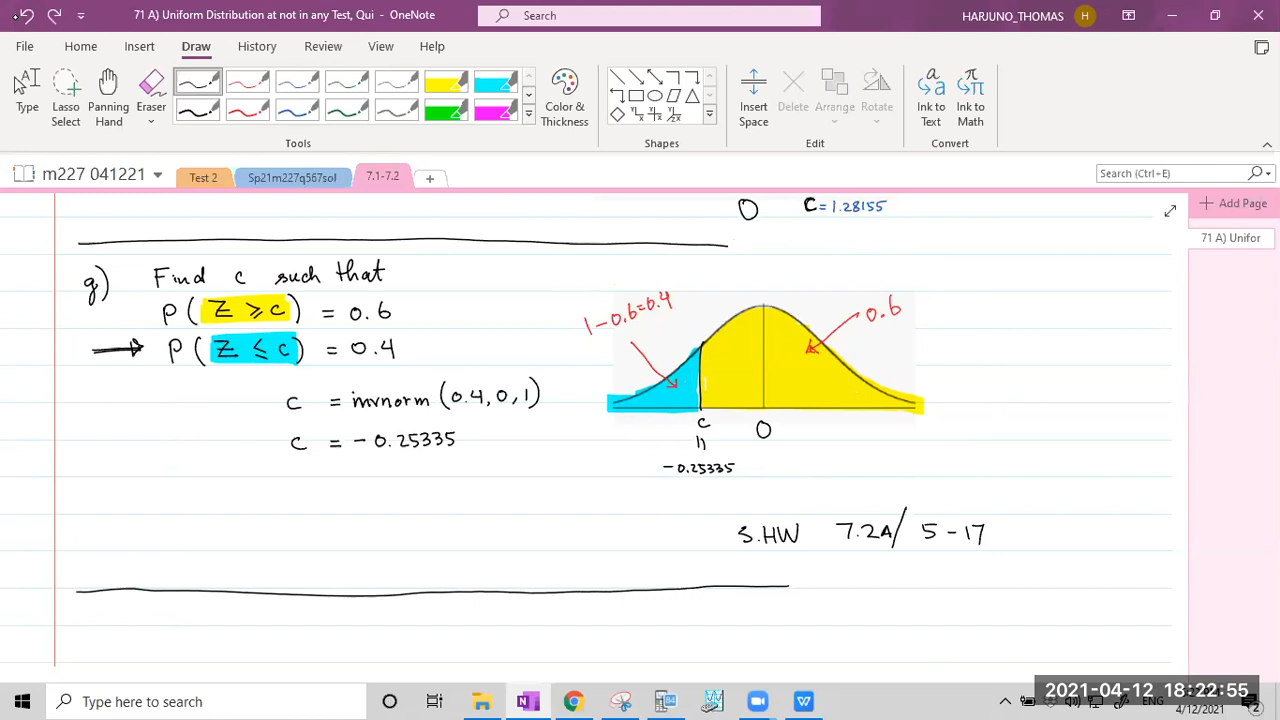 71 A) Uniform Distribution at not in any Test, Qui - OneNote
Search
HARJUNO_THOMAS
H
File Home Insert Draw History Review View Help
Type
Lasso Select
Panning Hand
Eraser
Color & Thickness
Insert Space
Delete
Arrange
Rotate
Ink to Text
Ink to Math
Tools
Shapes
Edit
Convert
m227 041221
Test 2
Sp21m227q567sol
7.1-7.2
Search (Ctrl+E)
Add Page
71 A) Unifor
0
c = 1.28155
g) Find c such that
P( Z ≥ c ) = 0.6
P( Z ≤ c ) = 0.4
c = invnorm (0.4, 0, 1)
c = -0.25335
1-0.6=0.4
0.6
c
0
-0.25335
S.HW 7.2A/ 5-17
Type here to search
2021-04-12 18:22:55
4/12/2021